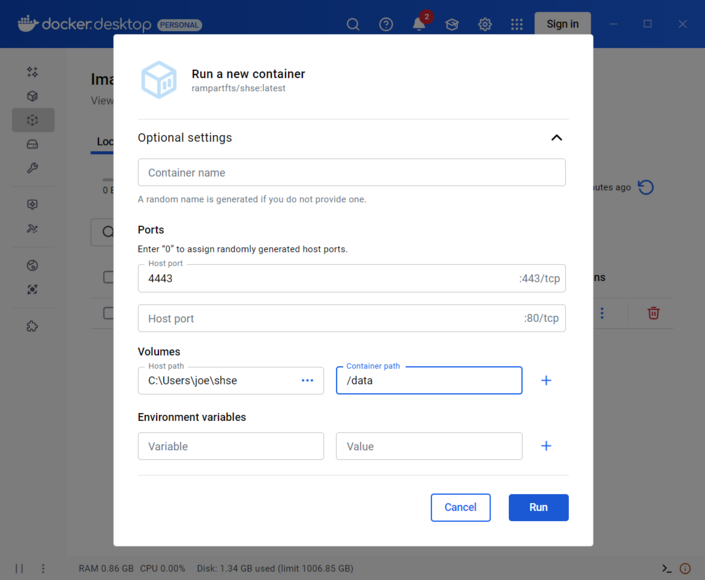 docker.desktop PERSONAL
2
Sign in
Run a new container
rampartfts/shse:latest
Optional settings
Container name
A random name is generated if you do not provide one.
Ports
Enter “0” to assign randomly generated host ports.
Host port
4443 :443/tcp
Host port :80/tcp
Volumes
Host path
C:\Users\joe\shse
Container path
/data
Environment variables
Variable Value
Cancel Run
Ima
View
Loc
0 B
utes ago
ns
RAM 0.86 GB CPU 0.00% Disk: 1.34 GB used (limit 1006.85 GB)